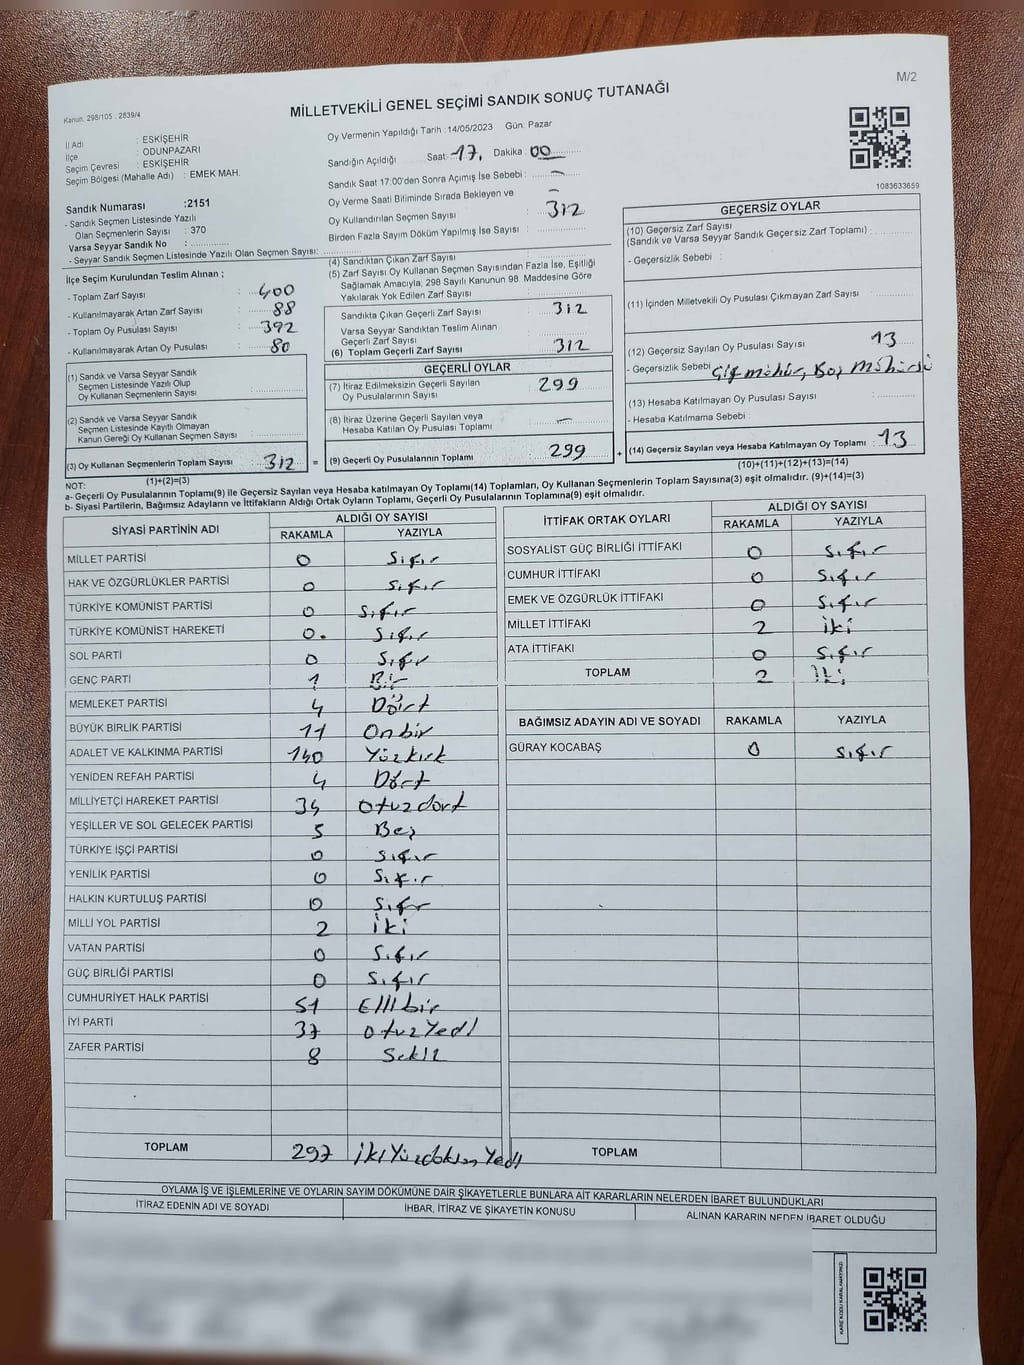 M/2
Kanun. 298/105 . 2839/4
MİLLETVEKİLİ GENEL SEÇİMİ SANDIK SONUÇ TUTANAĞI
İl Adı : ESKİŞEHİR
İlçe : ODUNPAZARI
Seçim Çevresi : ESKİŞEHİR
Seçim Bölgesi (Mahalle Adı) : EMEK MAH.
Sandık Numarası :2151
- Sandık Seçmen Listesinde Yazılı
Olan Seçmenlerin Sayısı : 370
Varsa Seyyar Sandık No :
- Seyyar Sandık Seçmen Listesinde Yazılı Olan Seçmen Sayısı:
Oy Vermenin Yapıldığı Tarih :14/05/2023 Gün: Pazar
Sandığın Açıldığı Saat: 17, Dakika 00
Sandık Saat 17:00'den Sonra Açımış İse Sebebi : -
Oy Verme Saati Bitiminde Sırada Bekleyen ve
Oy Kullandırılan Seçmen Sayısı : -
Birden Fazla Sayım Döküm Yapılmış İse Sayısı : 312
1083633659
İlçe Seçim Kurulundan Teslim Alınan ;
- Toplam Zarf Sayısı : 400
- Kullanılmayarak Artan Zarf Sayısı : 88
- Toplam Oy Pusulası Sayısı : 392
- Kullanılmayarak Artan Oy Pusulası : 80
(1) Sandık ve Varsa Seyyar Sandık
Seçmen Listesinde Yazılı Olup
Oy Kullanan Seçmenlerin Sayısı :
(2) Sandık ve Varsa Seyyar Sandık
Seçmen Listesinde Kayıtlı Olmayan
Kanun Gereği Oy Kullanan Seçmen Sayısı :
(3) Oy Kullanan Seçmenlerin Toplam Sayısı 312 =
(4) Sandıktan Çıkan Zarf Sayısı
(5) Zarf Sayısı Oy Kullanan Seçmen Sayısından Fazla İse, Eşitliği
Sağlamak Amacıyla; 298 Sayılı Kanunun 98. Maddesine Göre
Yakılarak Yok Edilen Zarf Sayısı :
Sandıkta Çıkan Geçerli Zarf Sayısı : 312
Varsa Seyyar Sandıktan Teslim Alınan
Geçerli Zarf Sayısı :
(6) Toplam Geçerli Zarf Sayısı : 312
GEÇERLİ OYLAR
(7) İtiraz Edilmeksizin Geçerli Sayılan
Oy Pusulalarının Sayısı : 299
(8) İtiraz Üzerine Geçerli Sayılan veya
Hesaba Katılan Oy Pusulası Toplamı : -
(9) Geçerli Oy Pusulalarının Toplamı : 299 +
GEÇERSİZ OYLAR
(10) Geçersiz Zarf Sayısı
(Sandık ve Varsa Seyyar Sandık Geçersiz Zarf Toplamı) :
- Geçersizlik Sebebi :
(11) İçinden Milletvekili Oy Pusulası Çıkmayan Zarf Sayısı
(12) Geçersiz Sayılan Oy Pusulası Sayısı : 13
- Geçersizlik Sebebi Çift mühür, Boş
(13) Hesaba Katılmayan Oy Pusulası Sayısı :
- Hesaba Katılmama Sebebi :
(14) Geçersiz Sayılan veya Hesaba Katılmayan Oy Toplamı : 13
(1)+(2)=(3)
(10)+(11)+(12)+(13)=(14)
NOT:
a- Geçerli Oy Pusulalarının Toplamı(9) ile Geçersiz Sayılan veya Hesaba Katılmayan Oy Toplamı(14) Toplamları, Oy Kullanan Seçmenlerin Toplam Sayısına(3) eşit olmalıdır. (9)+(14)=(3)
b- Siyasi Partilerin, Bağımsız Adayların ve İttifakların Aldığı Ortak Oyların Toplamı, Geçerli Oy Pusulalarının Toplamına(9) eşit olmalıdır.
SİYASİ PARTİNİN ADI ALDIĞI OY SAYISI
RAKAMLA YAZIYLA
MİLLET PARTİSİ 0 Sıfır
HAK VE ÖZGÜRLÜKLER PARTİSİ 0 Sıfır
TÜRKİYE KOMÜNİST PARTİSİ 0 Sıfır
TÜRKİYE KOMÜNİST HAREKETİ 0. Sıfır
SOL PARTİ 0 Sıfır
GENÇ PARTİ 1 Bir
MEMLEKET PARTİSİ 4 Dört
BÜYÜK BİRLİK PARTİSİ 11 Onbir
ADALET VE KALKINMA PARTİSİ 140 Yüzkırk
YENİDEN REFAH PARTİSİ 4 Dört
MİLLİYETÇİ HAREKET PARTİSİ 34 Otuzdört
YEŞİLLER VE SOL GELECEK PARTİSİ 5 Beş
TÜRKİYE İŞÇİ PARTİSİ 0 Sıfır
YENİLİK PARTİSİ 0 Sıfır
HALKIN KURTULUŞ PARTİSİ 0 Sıfır
MİLLİ YOL PARTİSİ 2 İki
VATAN PARTİSİ 0 Sıfır
GÜÇ BİRLİĞİ PARTİSİ 0 Sıfır
CUMHURİYET HALK PARTİSİ 51 Ellibir
İYİ PARTİ 37 Otuzyedi
ZAFER PARTİSİ 8 Sekiz
TOPLAM 297 İkiYüzdoksanYedi
İTTİFAK ORTAK OYLARI ALDIĞI OY SAYISI
RAKAMLA YAZIYLA
SOSYALİST GÜÇ BİRLİĞİ İTTİFAKI 0 Sıfır
CUMHUR İTTİFAKI 0 Sıfır
EMEK VE ÖZGÜRLÜK İTTİFAKI 0 Sıfır
MİLLET İTTİFAKI 2 İki
ATA İTTİFAKI 0 Sıfır
TOPLAM 2 İki
BAĞIMSIZ ADAYIN ADI VE SOYADI RAKAMLA YAZIYLA
GÜRAY KOCABAŞ 0 Sıfır
TOPLAM
OYLAMA İŞ VE İŞLEMLERİNE VE OYLARIN SAYIM DÖKÜMÜNE DAİR ŞİKAYETLERLE BUNLARA AİT KARARLARIN NELERDEN İBARET BULUNDUKLARI
İTİRAZ EDENİN ADI VE SOYADI İHBAR, İTİRAZ VE ŞİKAYETİN KONUSU ALINAN KARARIN NEDEN İBARET OLDUĞU